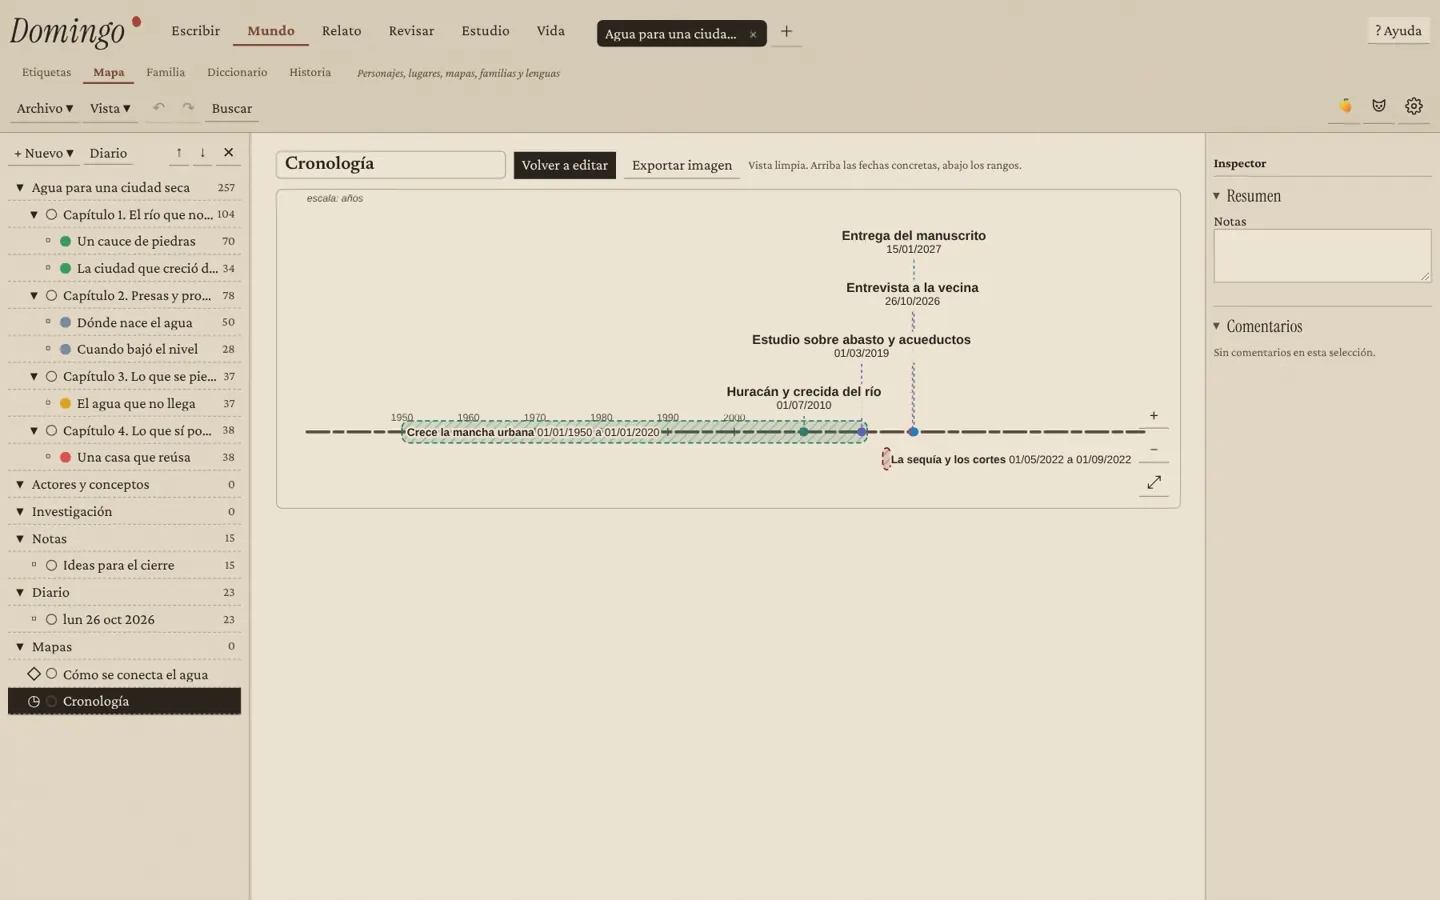 Domingo
Escribir Mundo Relato Revisar Estudio Vida
Agua para una ciuda... × +
? Ayuda
Etiquetas Mapa Familia Diccionario Historia Personajes, lugares, mapas, familias y lenguas
Archivo ▾ Vista ▾ ↶ ↷ Buscar
+ Nuevo ▾ Diario ↑ ↓ ✕
▼ Agua para una ciudad seca 257
▼ Capítulo 1. El río que no... 104
Un cauce de piedras 70
La ciudad que creció d... 34
▼ Capítulo 2. Presas y pro... 78
Dónde nace el agua 50
Cuando bajó el nivel 28
▼ Capítulo 3. Lo que se pie... 37
El agua que no llega 37
▼ Capítulo 4. Lo que sí po... 38
Una casa que reúsa 38
▼ Actores y conceptos 0
▼ Investigación 0
▼ Notas 15
Ideas para el cierre 15
▼ Diario 23
lun 26 oct 2026 23
▼ Mapas 0
Cómo se conecta el agua
Cronología
Cronología
Volver a editar Exportar imagen Vista limpia. Arriba las fechas concretas, abajo los rangos.
escala: años
Entrega del manuscrito
15/01/2027
Entrevista a la vecina
26/10/2026
Estudio sobre abasto y acueductos
01/03/2019
Huracán y crecida del río
01/07/2010
1950 1960 1970 1980 1990 2000
Crece la mancha urbana 01/01/1950 a 01/01/2020
La sequía y los cortes 01/05/2022 a 01/09/2022
+
−
Inspector
▼ Resumen
Notas
▼ Comentarios
Sin comentarios en esta selección.